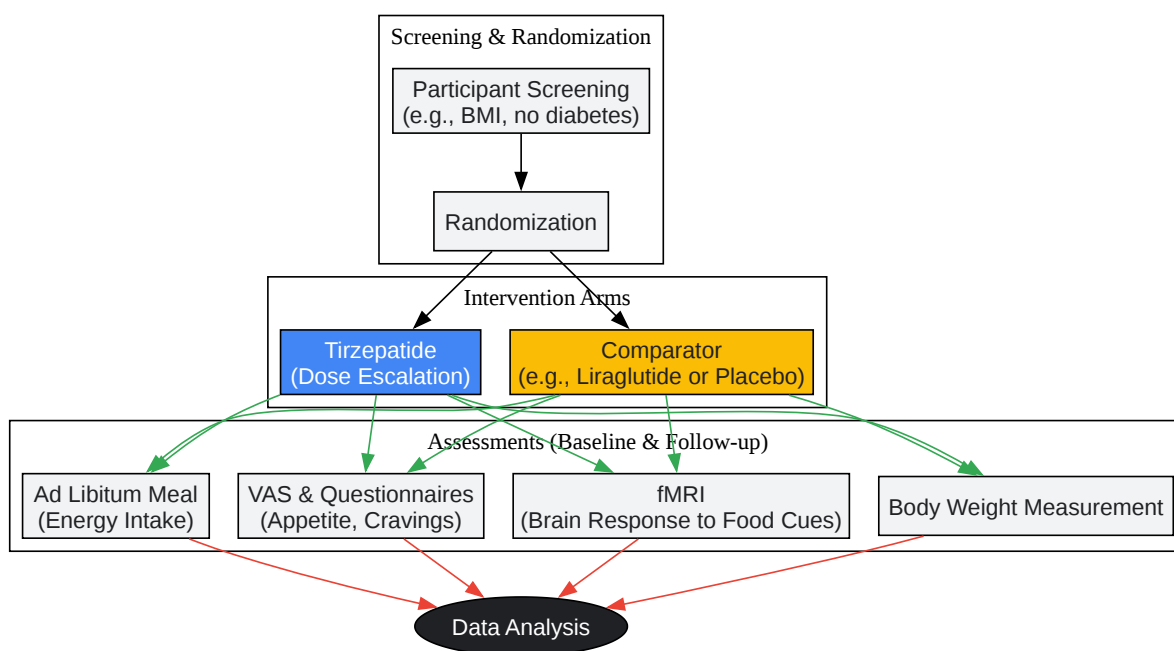 Screening & Randomization
Participant Screening
(e.g., BMI, no diabetes)
Randomization
Intervention Arms
Tirzepatide
(Dose Escalation)
Comparator
(e.g., Liraglutide or Placebo)
Assessments (Baseline & Follow-up)
Ad Libitum Meal
(Energy Intake)
VAS & Questionnaires
(Appetite, Cravings)
fMRI
(Brain Response to Food Cues)
Body Weight Measurement
Data Analysis